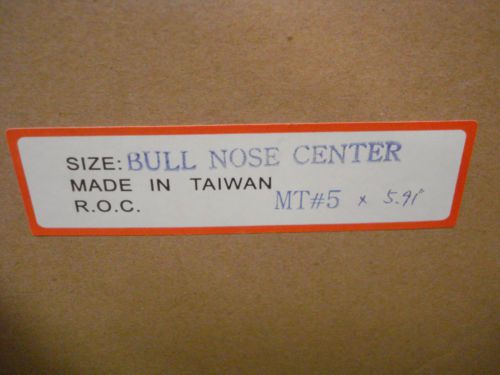 SIZE: BULL NOSE CENTER
MADE IN TAIWAN
R.O.C. MT#5 x 5.91"